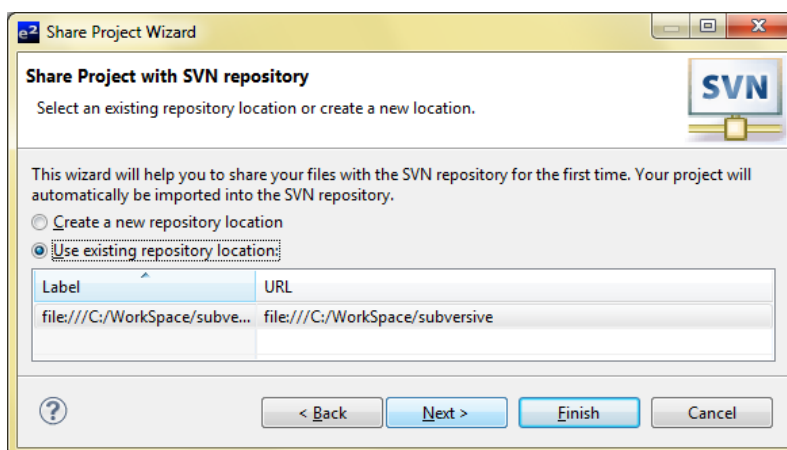 e² Share Project Wizard
Share Project with SVN repository
Select an existing repository location or create a new location.
SVN
This wizard will help you to share your files with the SVN repository for the first time. Your project will
automatically be imported into the SVN repository.
Create a new repository location
Use existing repository location:
Label URL
file:///C:/WorkSpace/subve... file:///C:/WorkSpace/subversive
? < Back Next > Finish Cancel